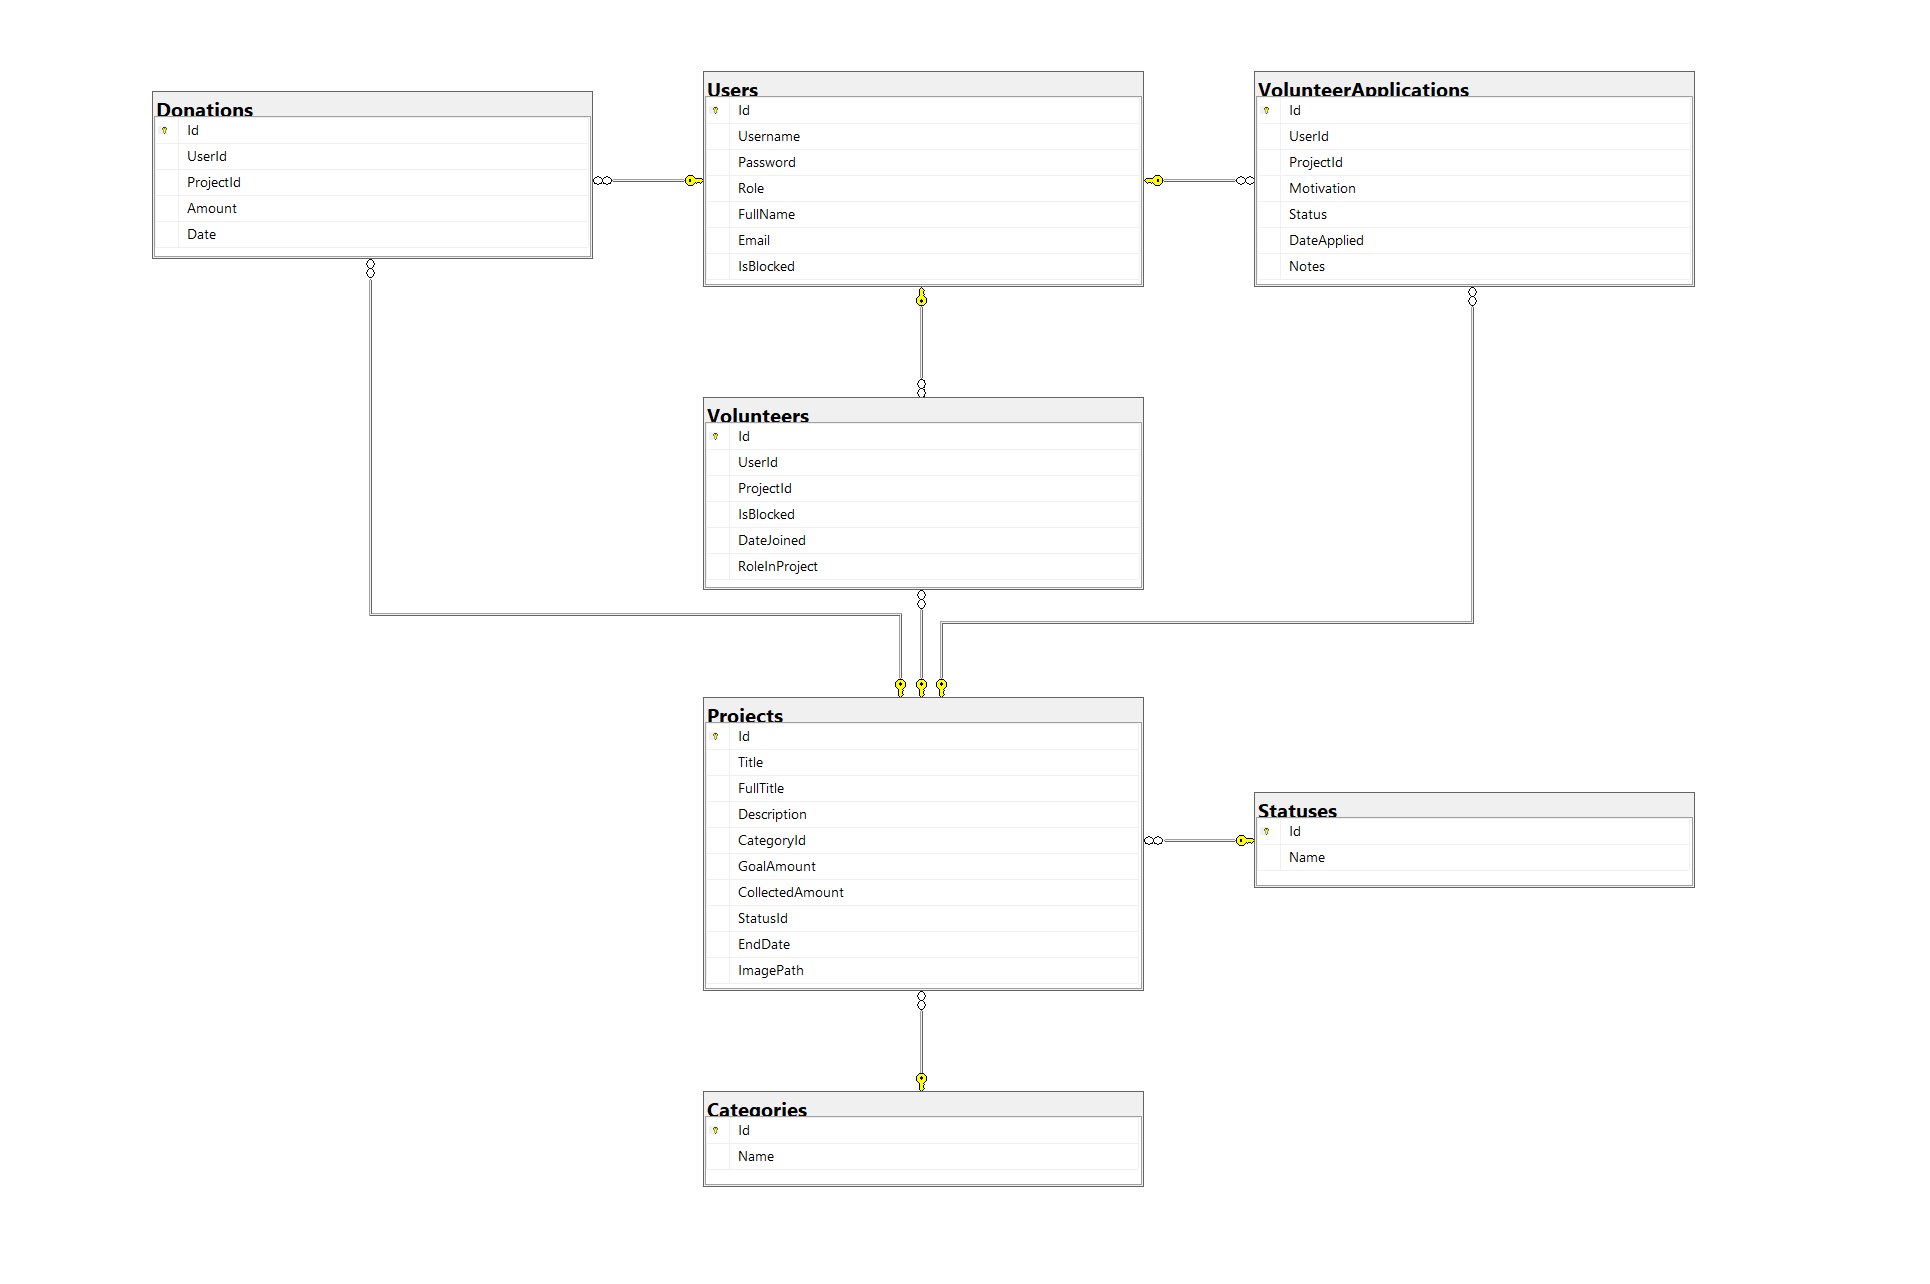 Donations
Id
UserId
ProjectId
Amount
Date
Users
Id
Username
Password
Role
FullName
Email
IsBlocked
VolunteerApplications
Id
UserId
ProjectId
Motivation
Status
DateApplied
Notes
Volunteers
Id
UserId
ProjectId
IsBlocked
DateJoined
RoleInProject
Projects
Id
Title
FullTitle
Description
CategoryId
GoalAmount
CollectedAmount
StatusId
EndDate
ImagePath
Statuses
Id
Name
Categories
Id
Name